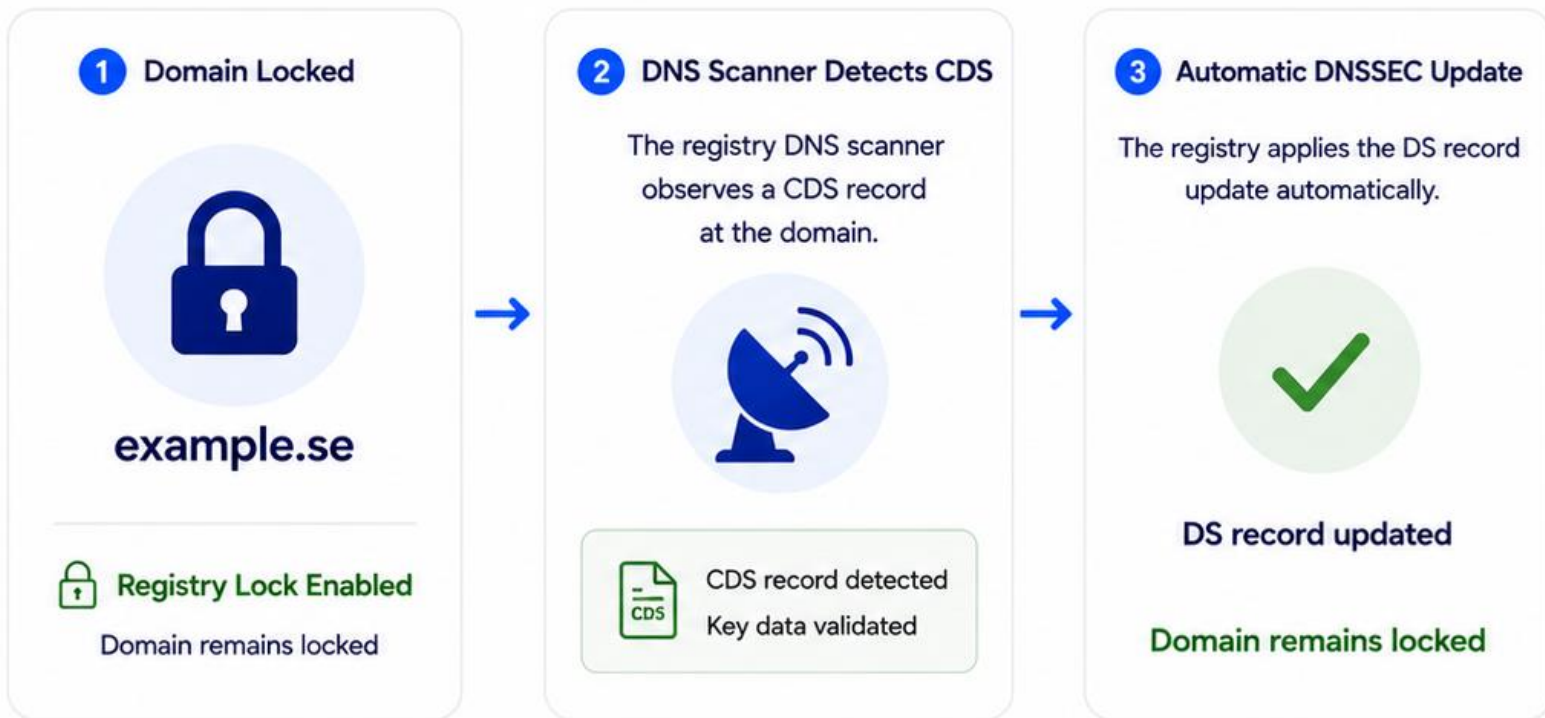 1 Domain Locked
example.se
Registry Lock Enabled
Domain remains locked
2 DNS Scanner Detects CDS
The registry DNS scanner
observes a CDS record
at the domain.
CDS
CDS record detected
Key data validated
3 Automatic DNSSEC Update
The registry applies the DS record
update automatically.
DS record updated
Domain remains locked